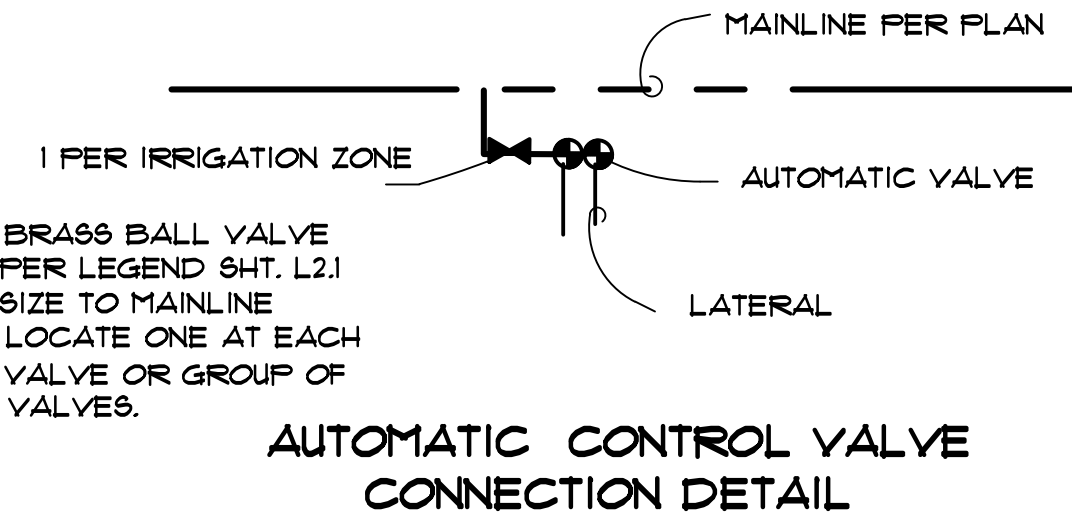 MAINLINE PER PLAN
1 PER IRRIGATION ZONE
AUTOMATIC VALVE
BRASS BALL VALVE
PER LEGEND SHT. L2.1
SIZE TO MAINLINE
LOCATE ONE AT EACH
VALVE OR GROUP OF
VALVES.
LATERAL
AUTOMATIC CONTROL VALVE
CONNECTION DETAIL